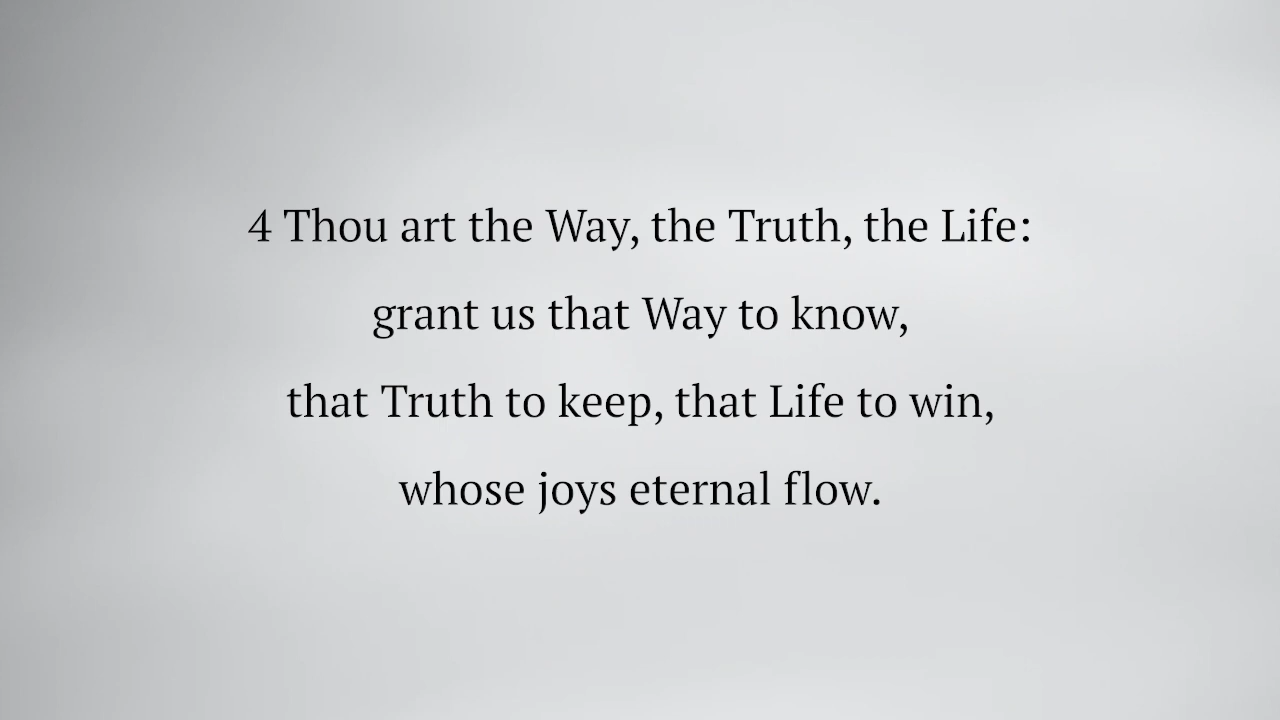 4 Thou art the Way, the Truth, the Life:
grant us that Way to know,
that Truth to keep, that Life to win,
whose joys eternal flow.